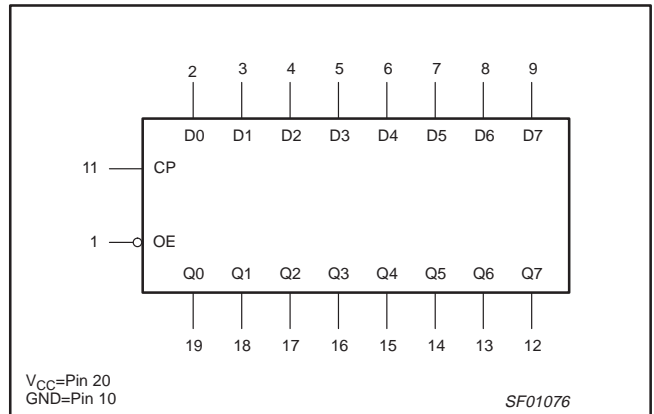 2 3 4 5 6 7 8 9
D0 D1 D2 D3 D4 D5 D6 D7
11 CP
1 OE
Q0 Q1 Q2 Q3 Q4 Q5 Q6 Q7
19 18 17 16 15 14 13 12
VCC=Pin 20
GND=Pin 10
SF01076